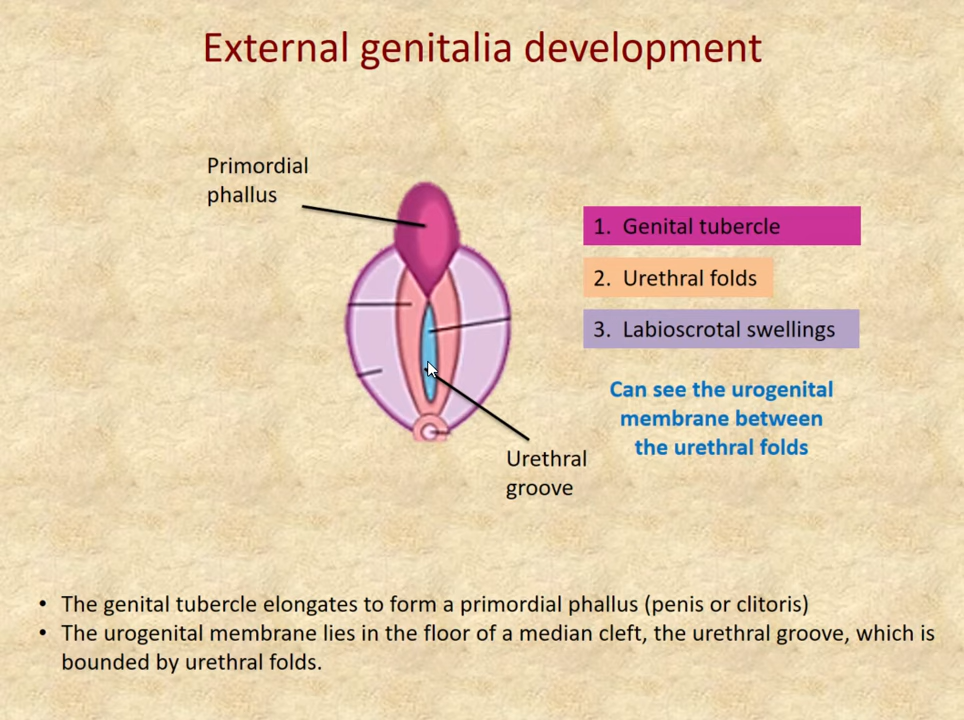 External genitalia development
Primordial
phallus
1. Genital tubercle
2. Urethral folds
3. Labioscrotal swellings
Can see the urogenital
membrane between
the urethral folds
Urethral
groove
• The genital tubercle elongates to form a primordial phallus (penis or clitoris)
• The urogenital membrane lies in the floor of a median cleft, the urethral groove, which is
bounded by urethral folds.